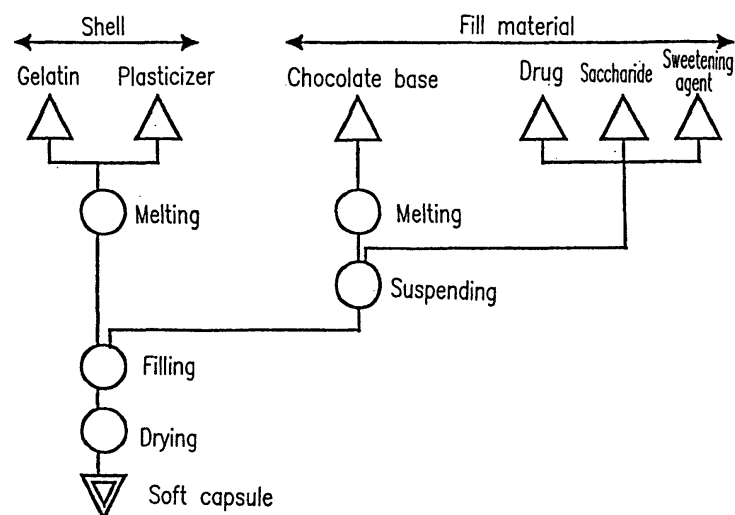 Shell
Fill material
Gelatin
Plasticizer
Chocolate base
Drug
Saccharide
Sweetening
agent
Melting
Melting
Suspending
Filling
Drying
Soft capsule